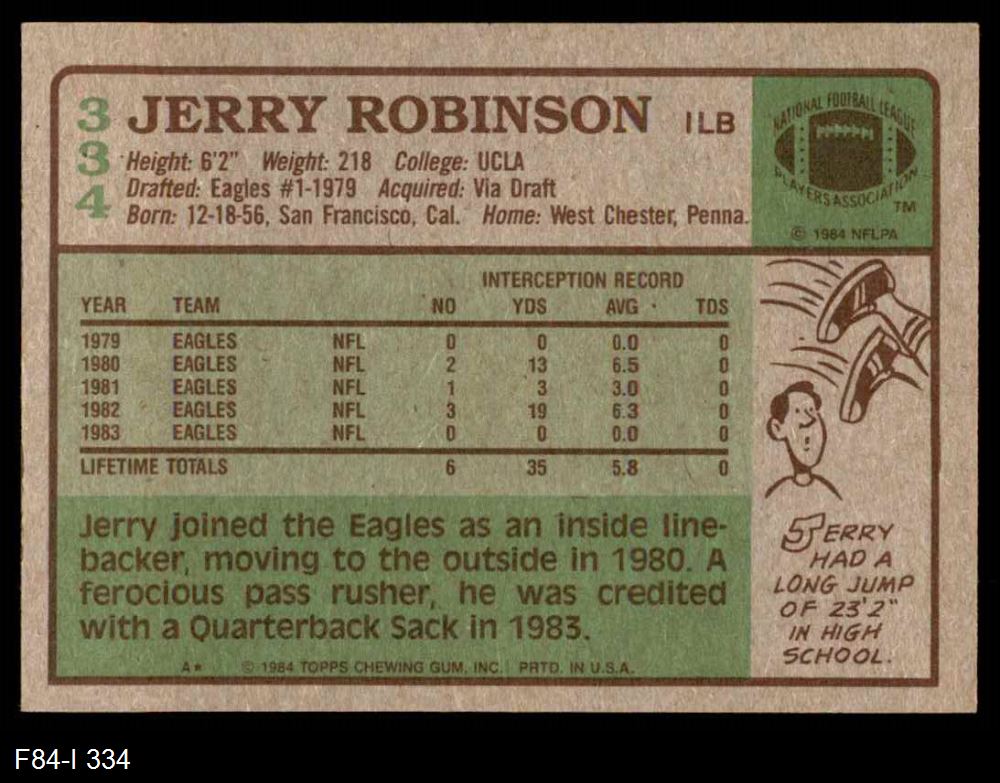 334
JERRY ROBINSON ILB
Height: 6'2" Weight: 218 College: UCLA
Drafted: Eagles #1-1979 Acquired: Via Draft
Born: 12-18-56, San Francisco, Cal. Home: West Chester, Penna.
NATIONAL FOOTBALL LEAGUE
PLAYERS ASSOCIATION
TM
© 1984 NFLPA
INTERCEPTION RECORD
YEAR TEAM NO YDS AVG TDS
1979 EAGLES NFL 0 0 0.0 0
1980 EAGLES NFL 2 13 6.5 0
1981 EAGLES NFL 1 3 3.0 0
1982 EAGLES NFL 3 19 6.3 0
1983 EAGLES NFL 0 0 0.0 0
LIFETIME TOTALS 6 35 5.8 0
Jerry joined the Eagles as an inside line-
backer, moving to the outside in 1980. A
ferocious pass rusher, he was credited
with a Quarterback Sack in 1983.
A* © 1984 TOPPS CHEWING GUM, INC. PRTD. IN U.S.A.
JERRY
HAD A
LONG JUMP
OF 23'2"
IN HIGH
SCHOOL.
F84-I 334